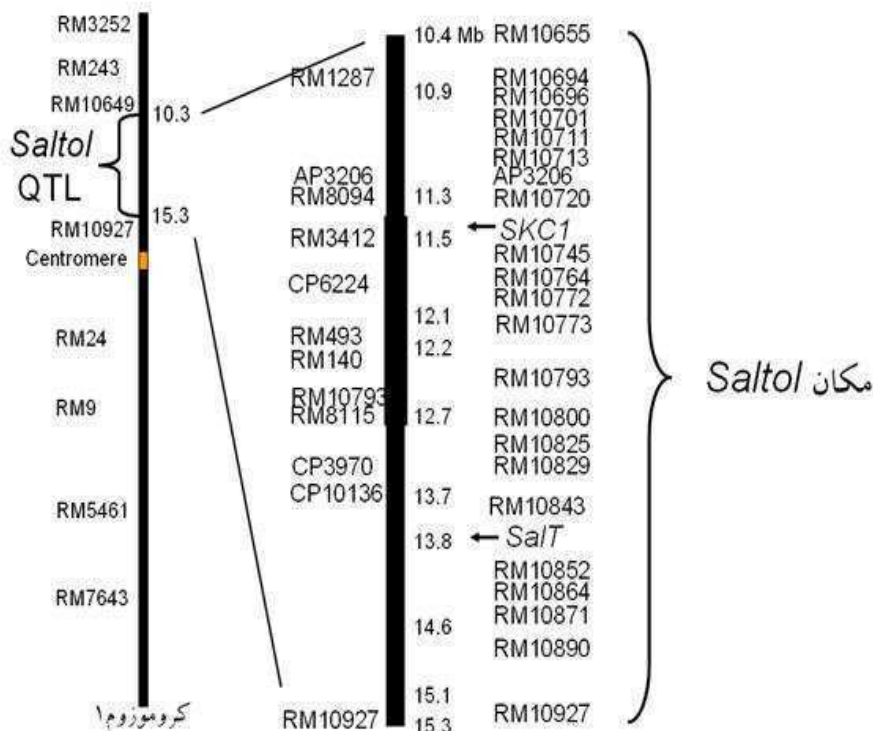 RM3252
RM243
RM10649
10.3
Saltol
QTL
15.3
RM10927
Centromere
RM24
RM9
RM5461
RM7643
کروموزوم ۱
RM1287
AP3206
RM8094
RM3412
CP6224
RM493
RM140
RM10793
RM8115
CP3970
CP10136
RM10927
10.4 Mb
10.9
11.3
11.5
12.1
12.2
12.7
13.7
13.8
14.6
15.1
15.3
RM10655
RM10694
RM10696
RM10701
RM10711
RM10713
AP3206
RM10720
SKC1
RM10745
RM10764
RM10772
RM10773
RM10793
RM10800
RM10825
RM10829
RM10843
SalT
RM10852
RM10864
RM10871
RM10890
RM10927
مکان Saltol